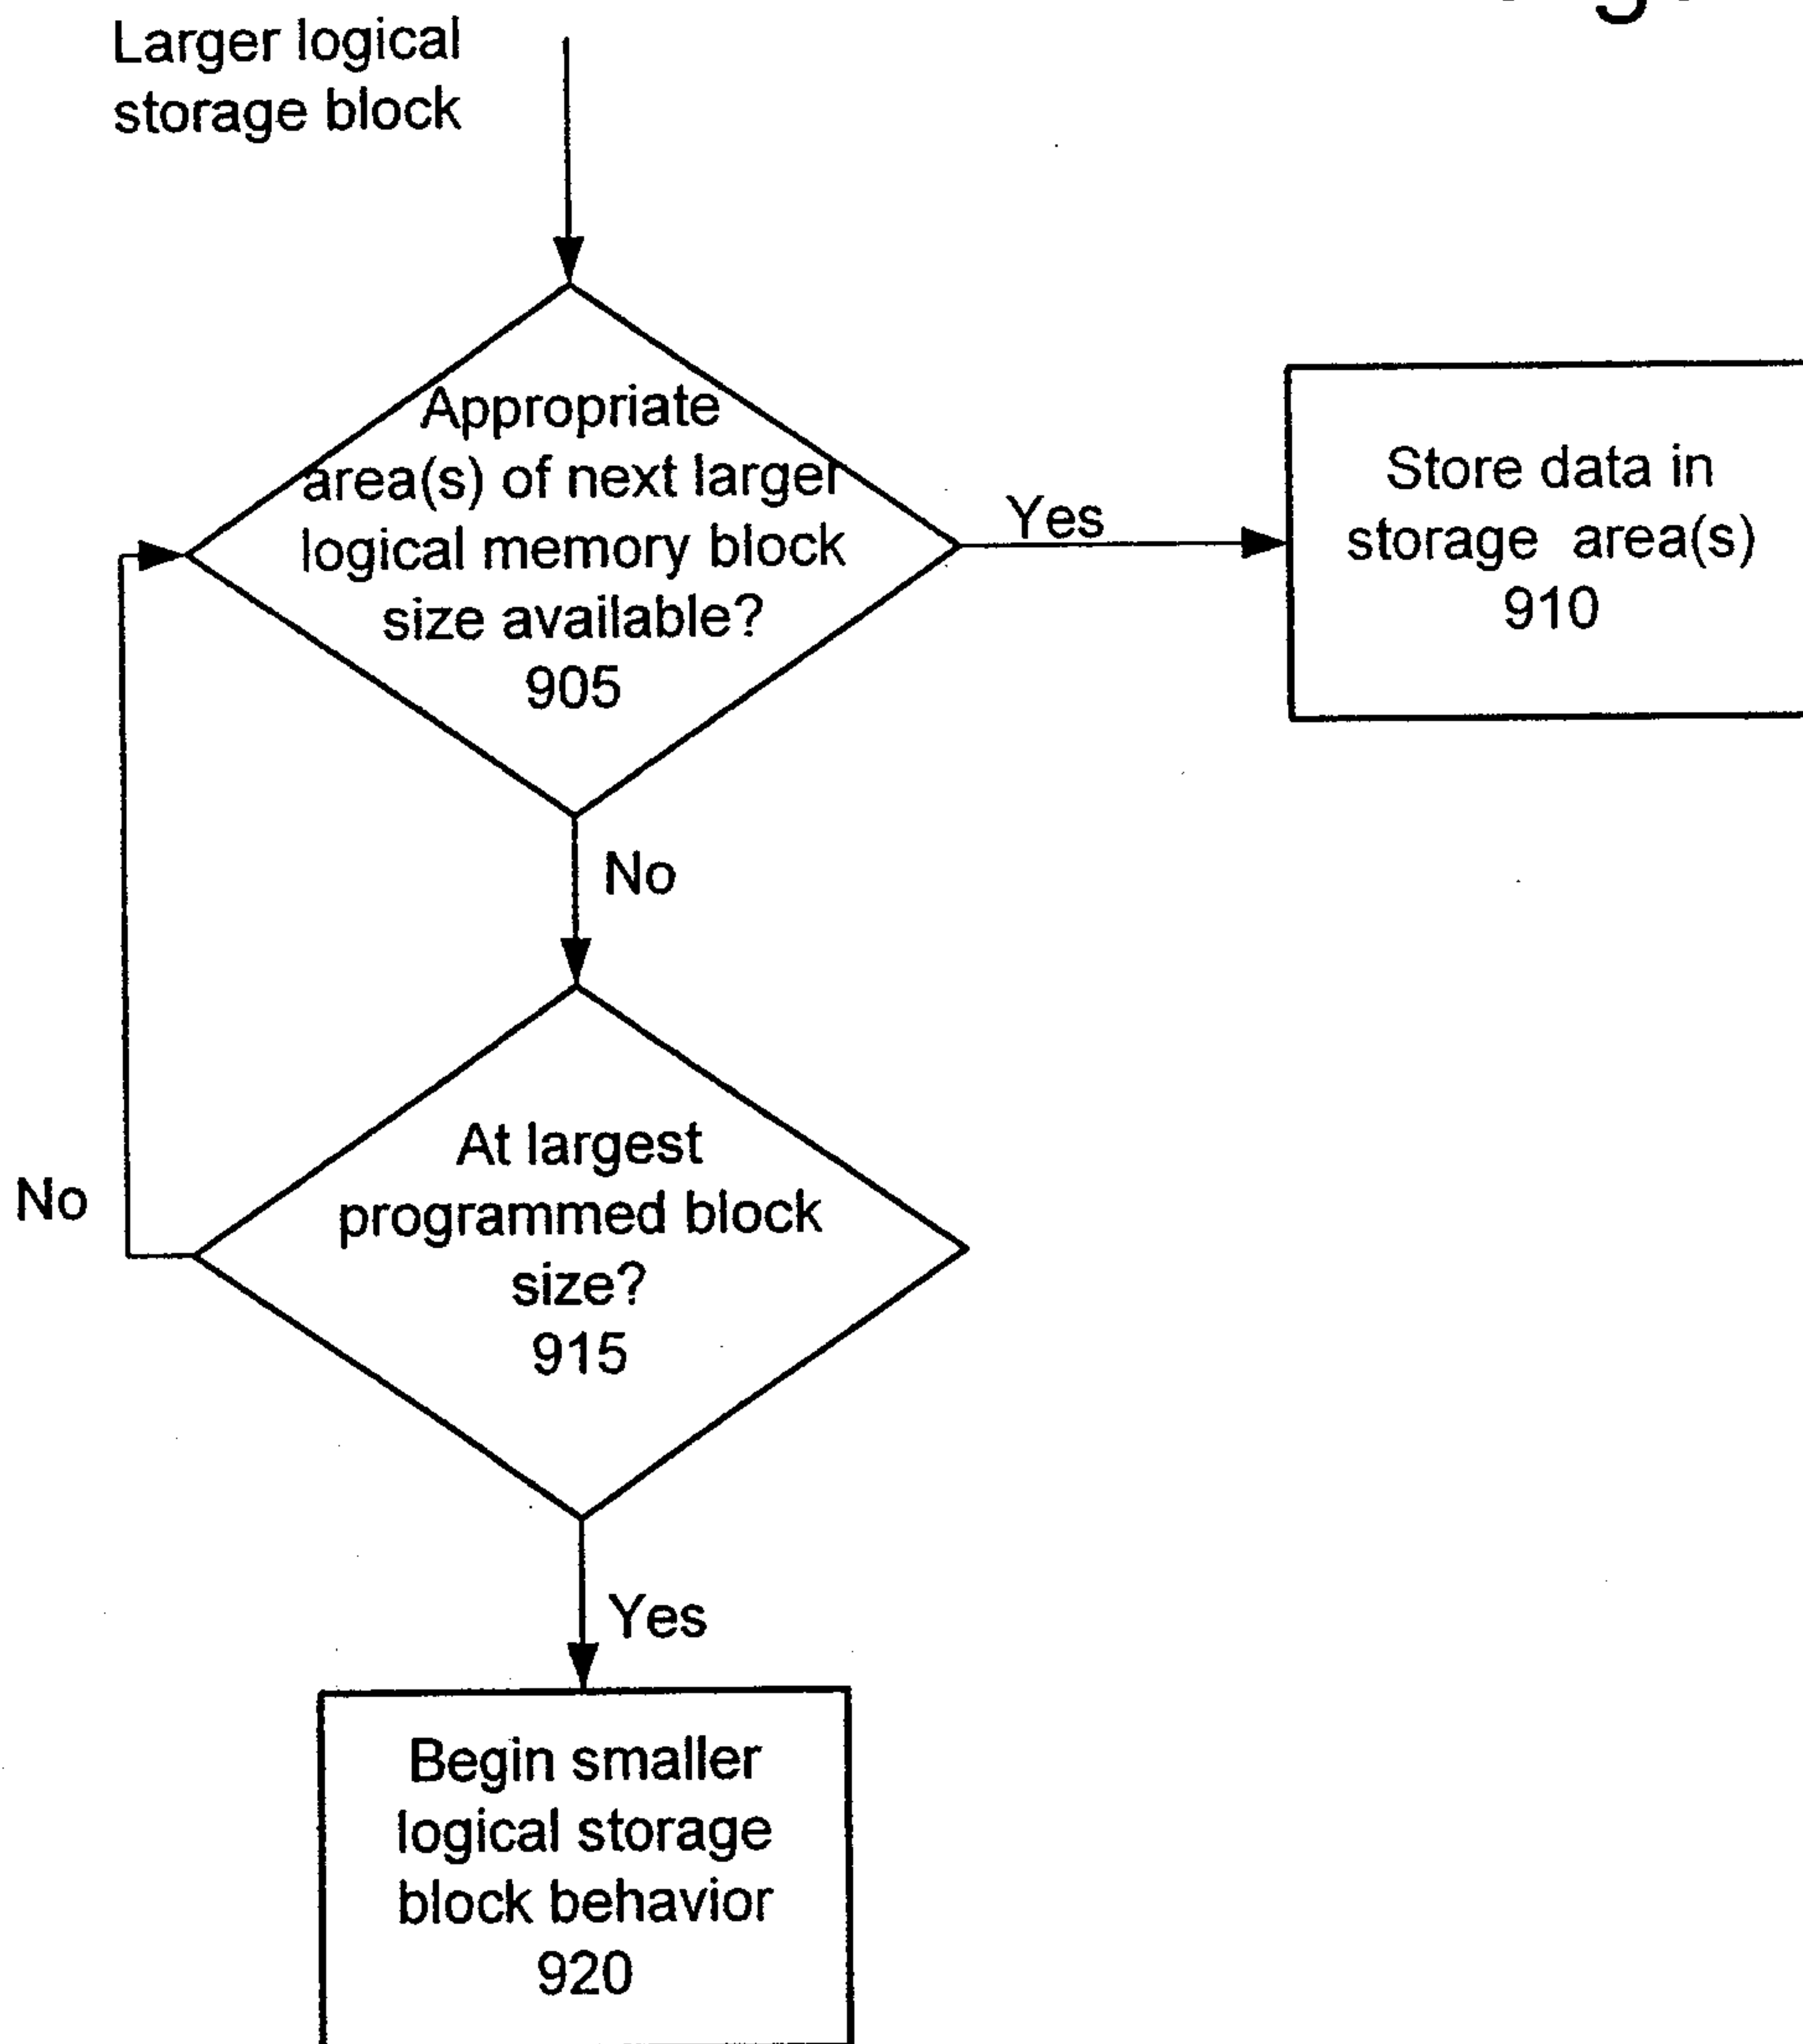 Larger logical
storage block
Appropriate
area(s) of next larger
logical memory block
size available?
905
Yes
Store data in
storage area(s)
910
No
At largest
programmed block
size?
915
No
Yes
Begin smaller
logical storage
block behavior
920